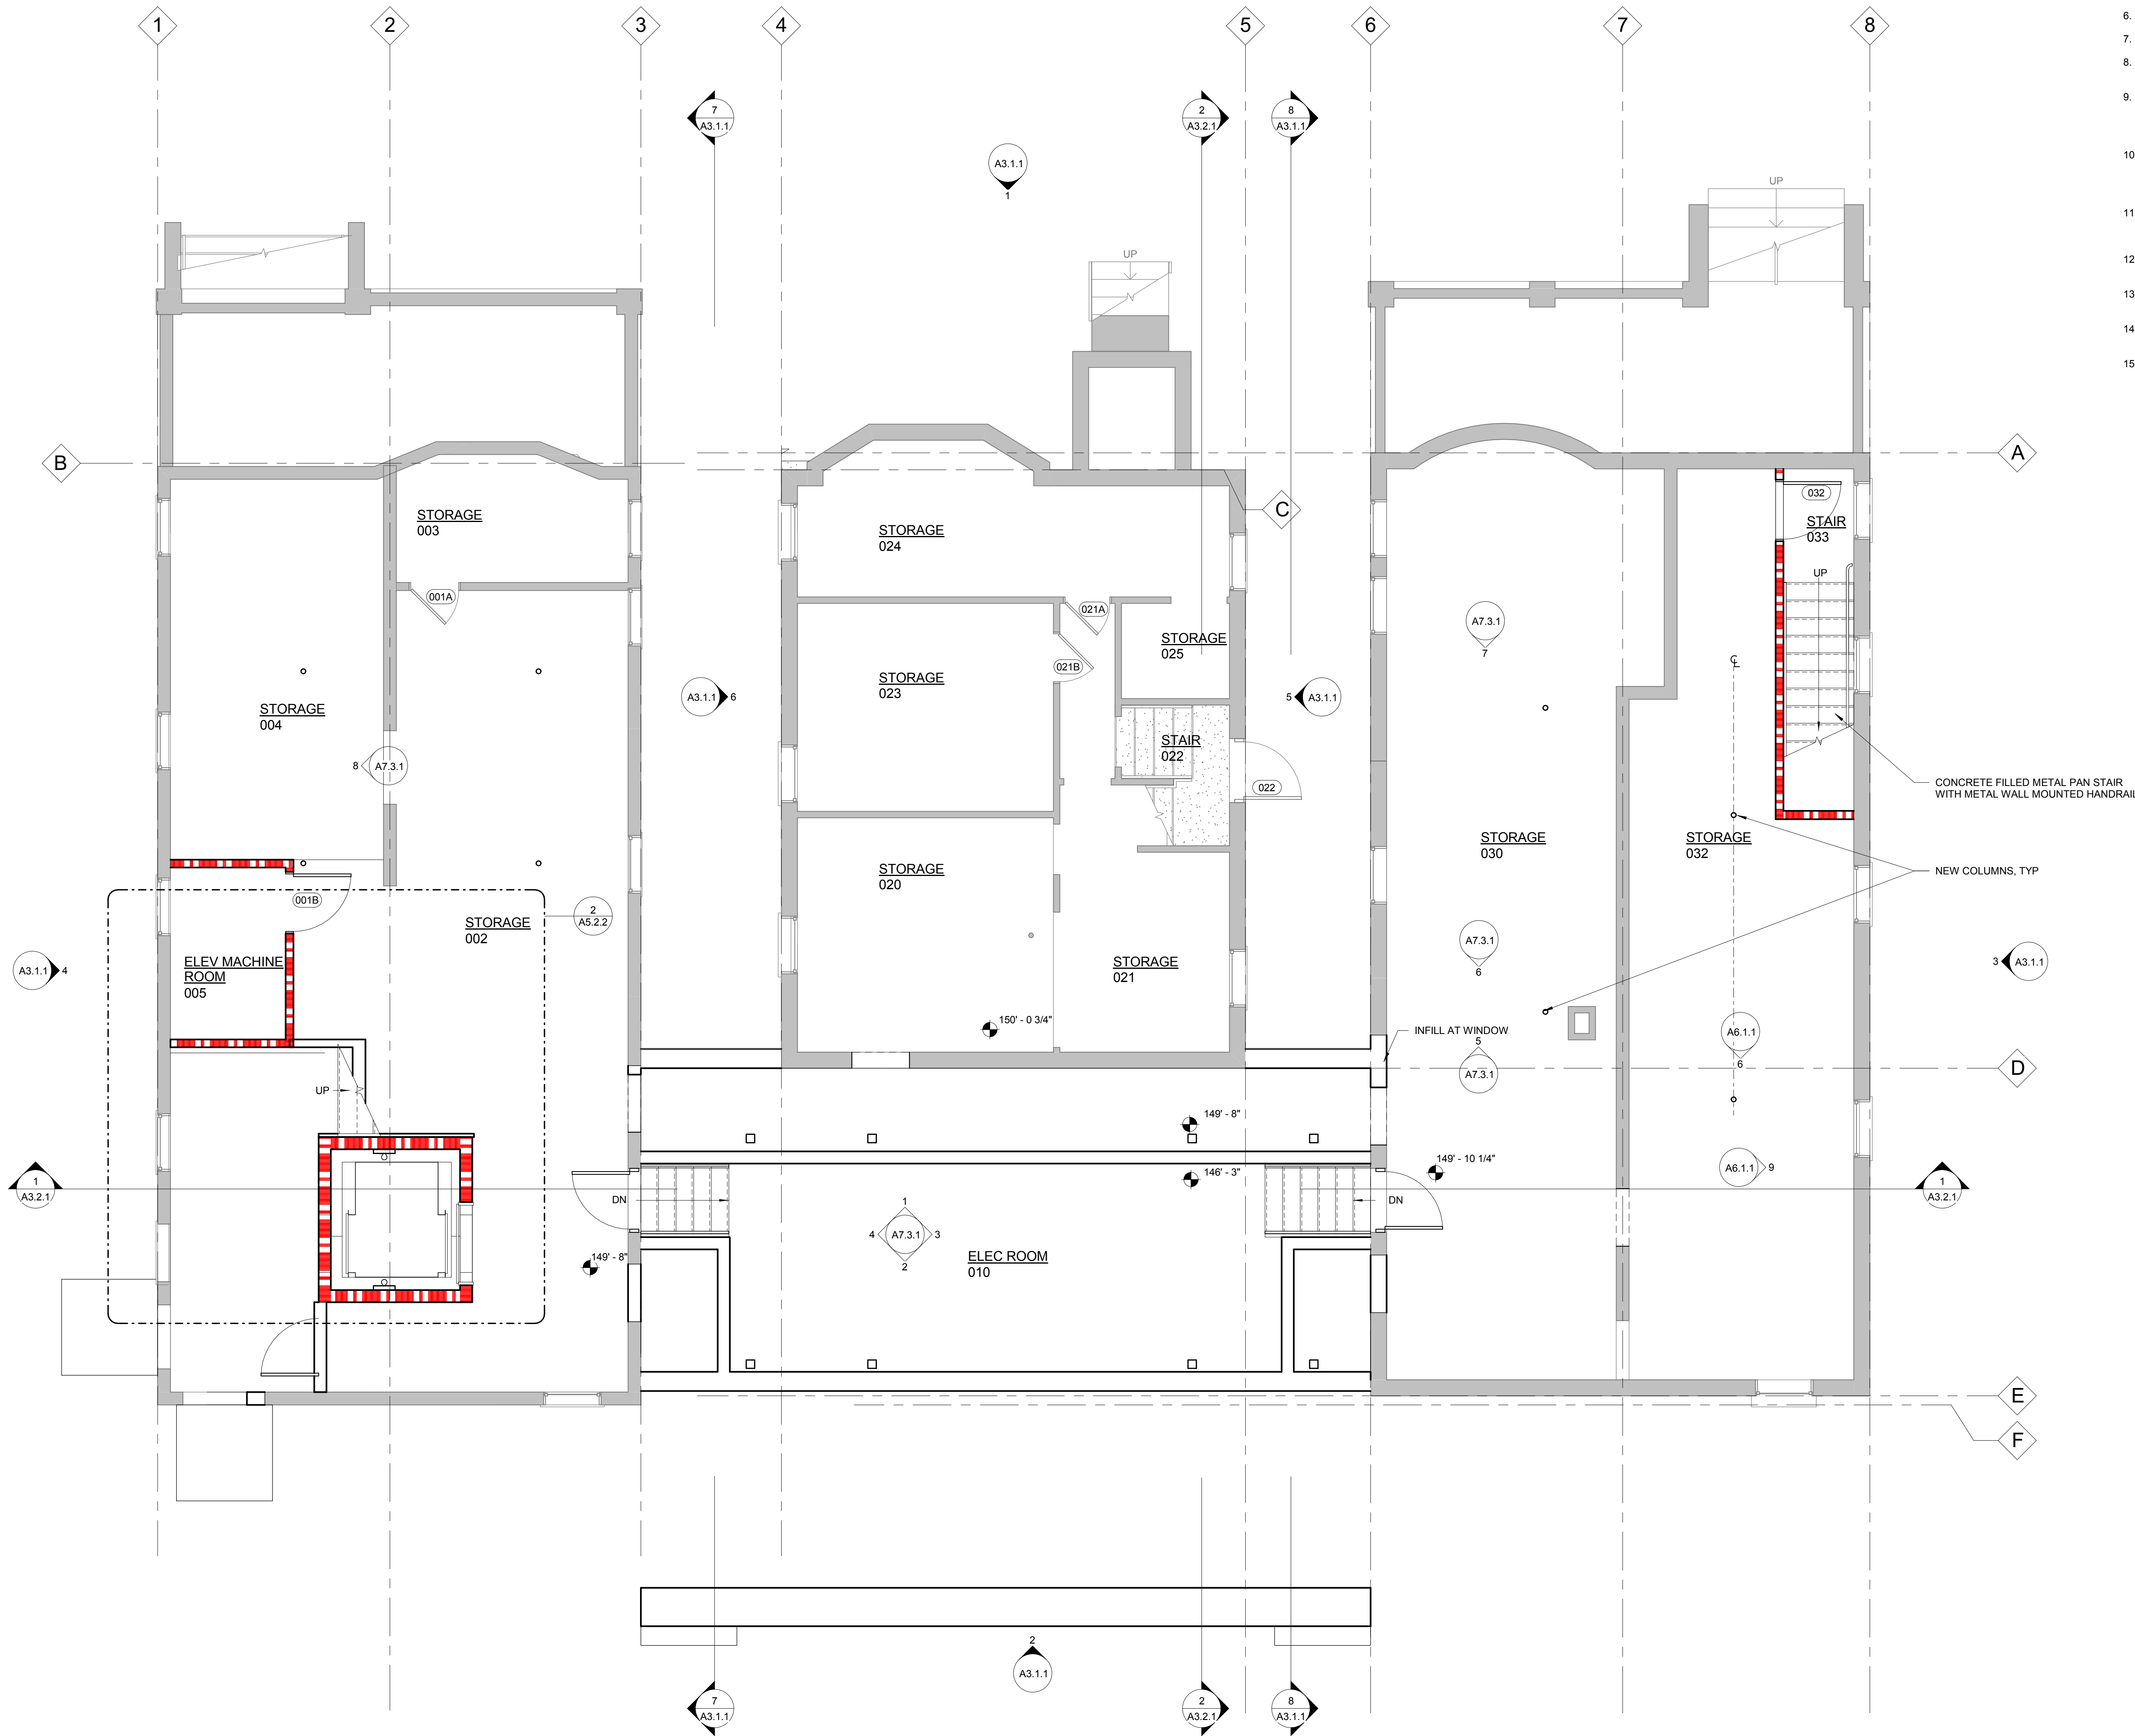 1
2
3
4
5
6
7
8
6.
7.
8.
9.
10
11
12
13
14
15
7
A3.1.1
2
A3.2.1
8
A3.1.1
A3.1.1
1
UP
UP
B
A
C
STORAGE
003
001A
STORAGE
024
032
STAIR
033
UP
021A
021B
STORAGE
025
A7.3.1
7
STORAGE
023
STORAGE
004
A3.1.1
6
5
A3.1.1
℄
STAIR
022
8
A7.3.1
022
CONCRETE FILLED METAL PAN STAIR
WITH METAL WALL MOUNTED HANDRAIL
STORAGE
030
STORAGE
032
STORAGE
020
NEW COLUMNS, TYP
001B
2
A5.2.2
STORAGE
002
A7.3.1
6
A3.1.1
4
ELEV MACHINE
ROOM
005
STORAGE
021
3
A3.1.1
150' - 0 3/4"
INFILL AT WINDOW
5
A7.3.1
A6.1.1
6
D
UP
149' - 8"
146' - 3"
149' - 10 1/4"
A6.1.1
9
1
A3.2.1
1
A3.2.1
DN
DN
1
4
A7.3.1
3
2
149' - 8"
ELEC ROOM
010
E
F
2
A3.1.1
7
A3.1.1
2
A3.2.1
8
A3.1.1